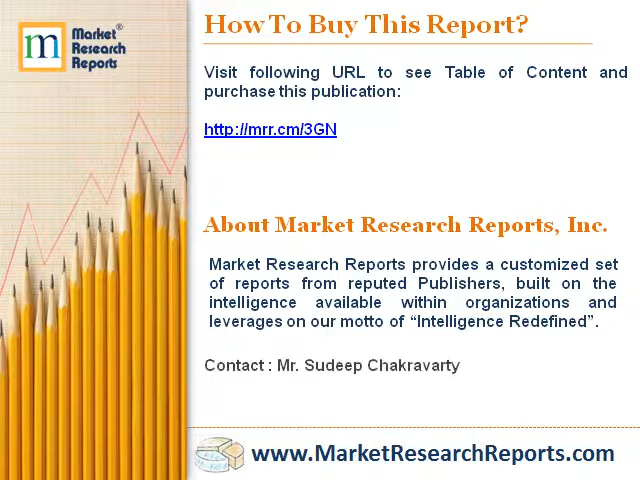 m
Market®
Research
Reports
How To Buy This Report?
Visit following URL to see Table of Content and
purchase this publication:
http://mrr.cm/3GN
About Market Research Reports, Inc.
Market Research Reports provides a customized set
of reports from reputed Publishers, built on the
intelligence available within organizations and
leverages on our motto of “Intelligence Redefined”.
Contact : Mr. Sudeep Chakravarty
www.MarketResearchReports.com